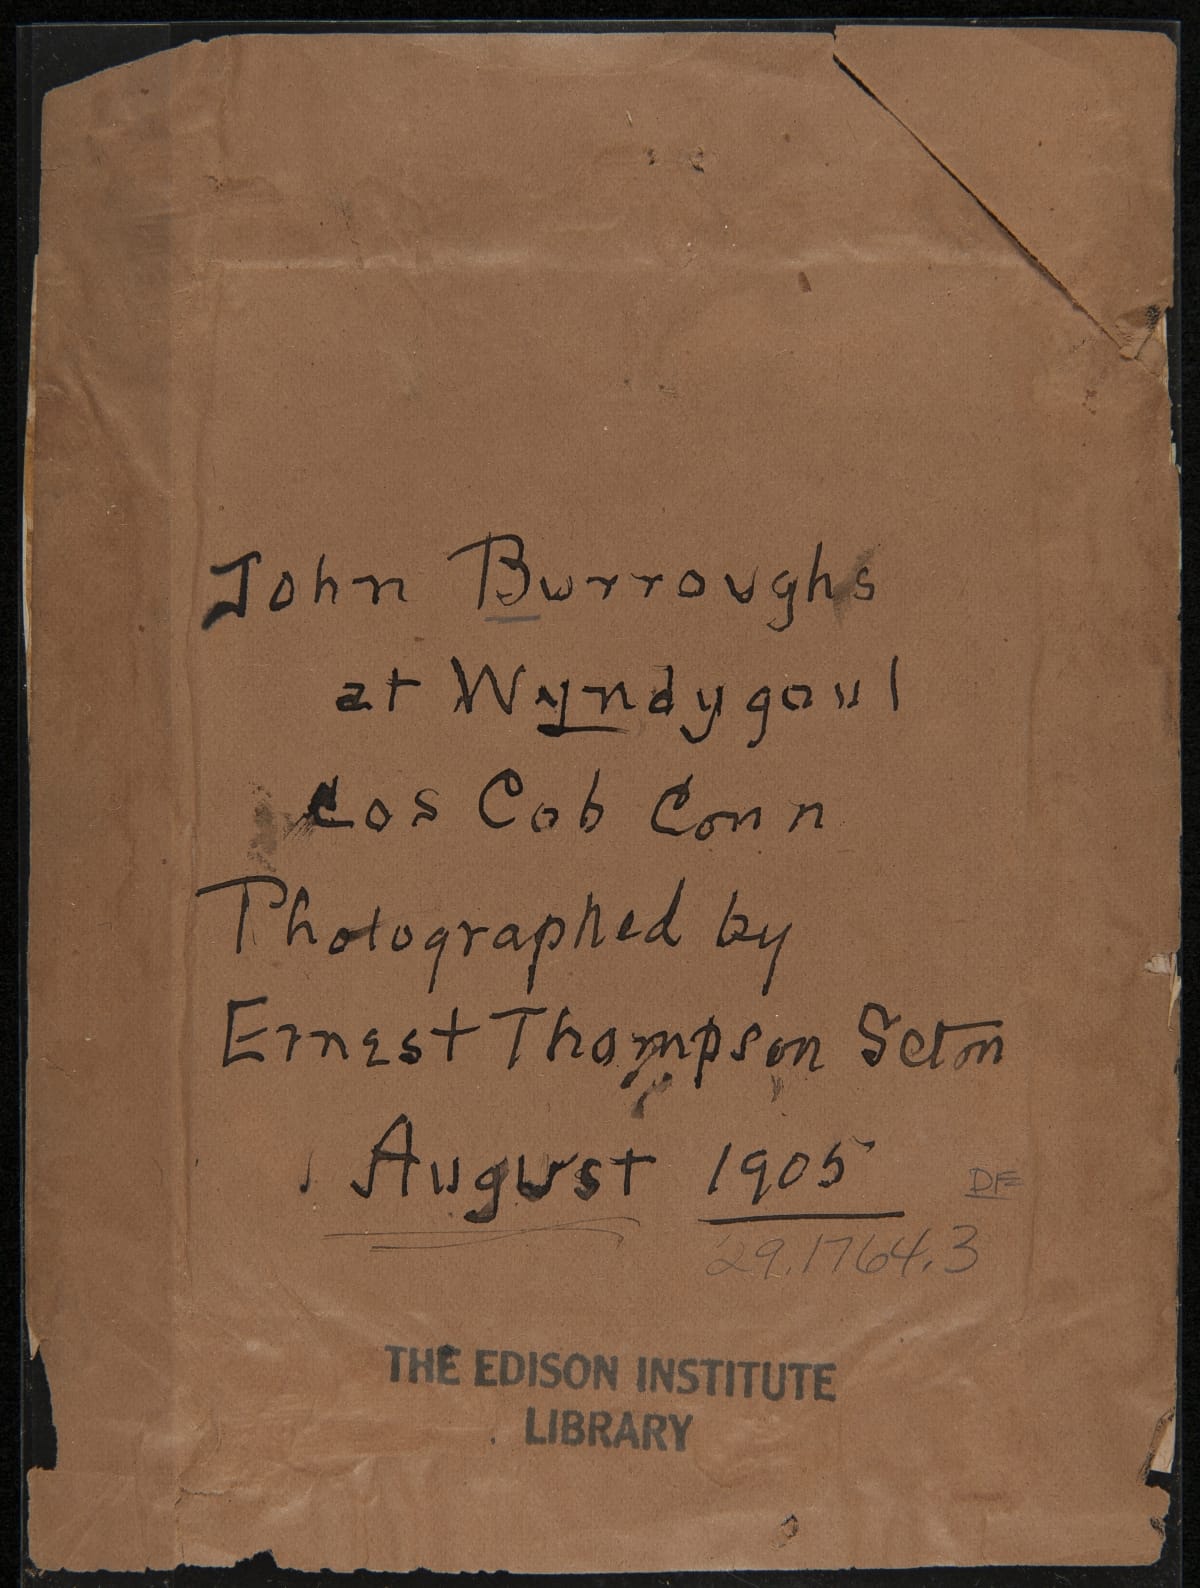 John Burroughs
at Wyndygoul
Cos Cob Conn
Photographed by
Ernest Thompson Seton
August 1905
DF
29.1764.3
THE EDISON INSTITUTE
LIBRARY